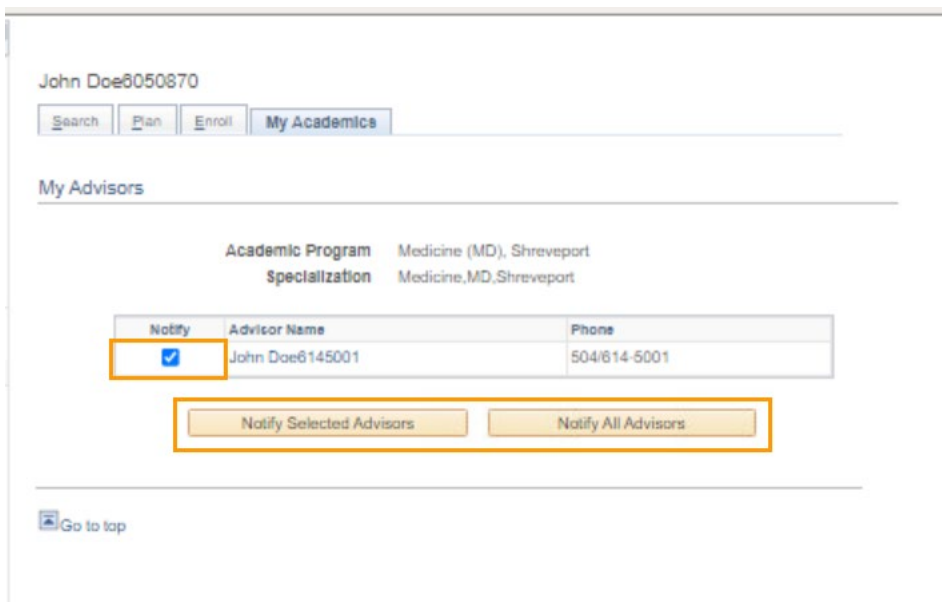 John Doe6050870
Search Plan Enroll My Academics
My Advisors
Academic Program Medicine (MD), Shreveport
Specialization Medicine,MD,Shreveport
Notify Advisor Name Phone
John Doe6145001 504/614-5001
Notify Selected Advisors Notify All Advisors
Go to top